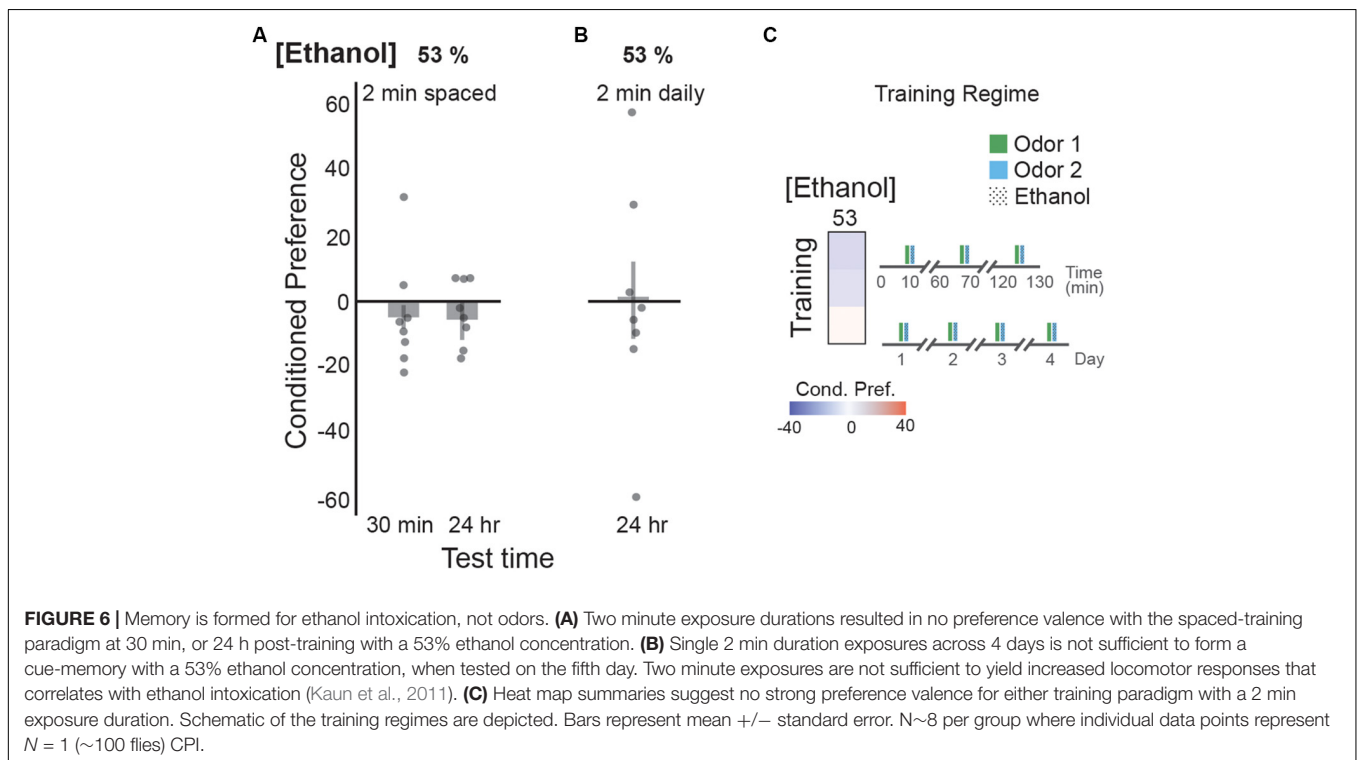 A
[Ethanol] 53 %
2 min spaced
Conditioned Preference
60
40
20
0
-20
-40
-60
30 min 24 hr
Test time
B
53 %
2 min daily
24 hr
C
Training Regime
Odor 1
Odor 2
Ethanol
[Ethanol]
53
Training
0 10 60 70 120 130 Time
(min)
1 2 3 4 Day
Cond. Pref.
-40 0 40
FIGURE 6 | Memory is formed for ethanol intoxication, not odors. (A) Two minute exposure durations resulted in no preference valence with the spaced-training
paradigm at 30 min, or 24 h post-training with a 53% ethanol concentration. (B) Single 2 min duration exposures across 4 days is not sufficient to form a
cue-memory with a 53% ethanol concentration, when tested on the fifth day. Two minute exposures are not sufficient to yield increased locomotor responses that
correlates with ethanol intoxication (Kaun et al., 2011). (C) Heat map summaries suggest no strong preference valence for either training paradigm with a 2 min
exposure duration. Schematic of the training regimes are depicted. Bars represent mean +/− standard error. N∼8 per group where individual data points represent
N = 1 (∼100 flies) CPI.